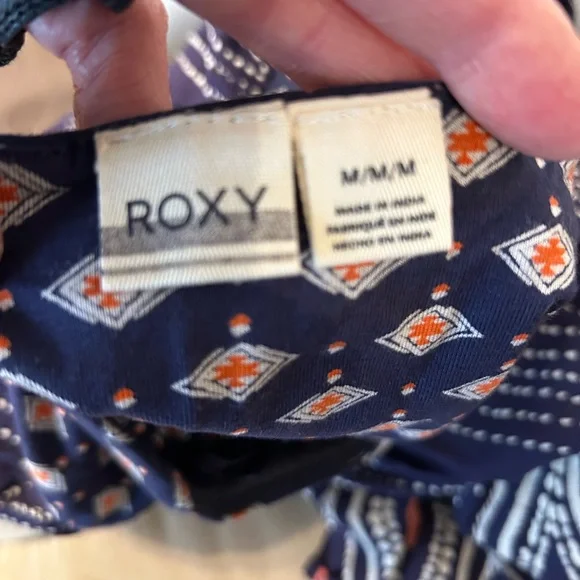 ROXY
M/M/M
MADE IN INDIA
FABRIQUÉ EN INDE
HECHO EN INDIA